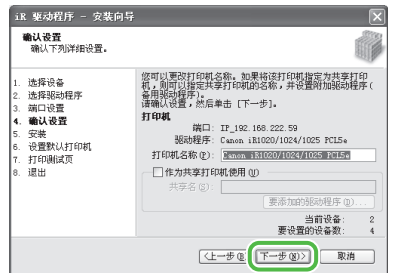 iR 驱动程序 - 安装向导
确认设置
确认下列详细设置。
1. 选择设备
2. 选择驱动程序
3. 端口设置
4. 确认设置
5. 安装
6. 设置默认打印机
7. 打印测试页
8. 退出
您可以更改打印机名称。如果将该打印机指定为共享打印
机，则可以指定共享打印机的名称，并设置附加驱动程序(
备用驱动程序)。
请确认设置，然后单击 [下一步]。
打印机
端口: IP_192.168.222.59
驱动程序: Canon iR1020/1024/1025 PCL5e
打印机名称(P): Canon iR1020/1024/1025 PCL5e
作为共享打印机使用(U)
共享名(S):
要添加的驱动程序(D)...
当前设备: 2
要设置的设备数: 4
<上一步(B) 下一步(N)> 取消